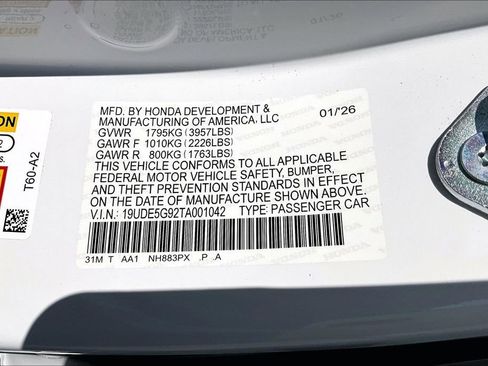 MFD. BY HONDA DEVELOPMENT &
MANUFACTURING OF AMERICA, LLC
01/'26
GVWR 1795KG (3957LBS)
GAWR F 1010KG (2226LBS)
GAWR R 800KG (1763LBS)
THIS VEHICLE CONFORMS TO ALL APPLICABLE
FEDERAL MOTOR VEHICLE SAFETY, BUMPER,
AND THEFT PREVENTION STANDARDS IN EFFECT
ON THE DATE OF MANUFACTURE SHOWN ABOVE.
V.I.N.: 19UDE5G92TA001042 TYPE: PASSENGER CAR
31M T AA1 NH883PX .P .A
T60-A2